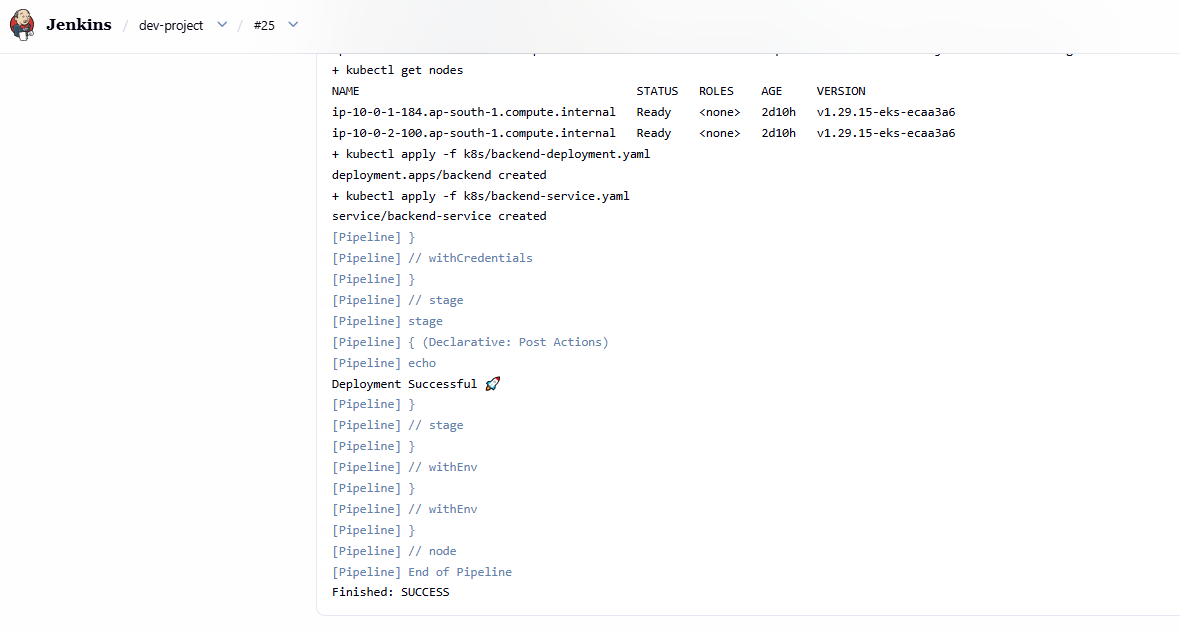 Jenkins / dev-project / #25
+ kubectl get nodes
NAME STATUS ROLES AGE VERSION
ip-10-0-1-184.ap-south-1.compute.internal Ready <none> 2d10h v1.29.15-eks-ecaa3a6
ip-10-0-2-100.ap-south-1.compute.internal Ready <none> 2d10h v1.29.15-eks-ecaa3a6
+ kubectl apply -f k8s/backend-deployment.yaml
deployment.apps/backend created
+ kubectl apply -f k8s/backend-service.yaml
service/backend-service created
[Pipeline] }
[Pipeline] // withCredentials
[Pipeline] }
[Pipeline] // stage
[Pipeline] stage
[Pipeline] { (Declarative: Post Actions)
[Pipeline] echo
Deployment Successful 🚀
[Pipeline] }
[Pipeline] // stage
[Pipeline] }
[Pipeline] // withEnv
[Pipeline] }
[Pipeline] // withEnv
[Pipeline] }
[Pipeline] // node
[Pipeline] End of Pipeline
Finished: SUCCESS